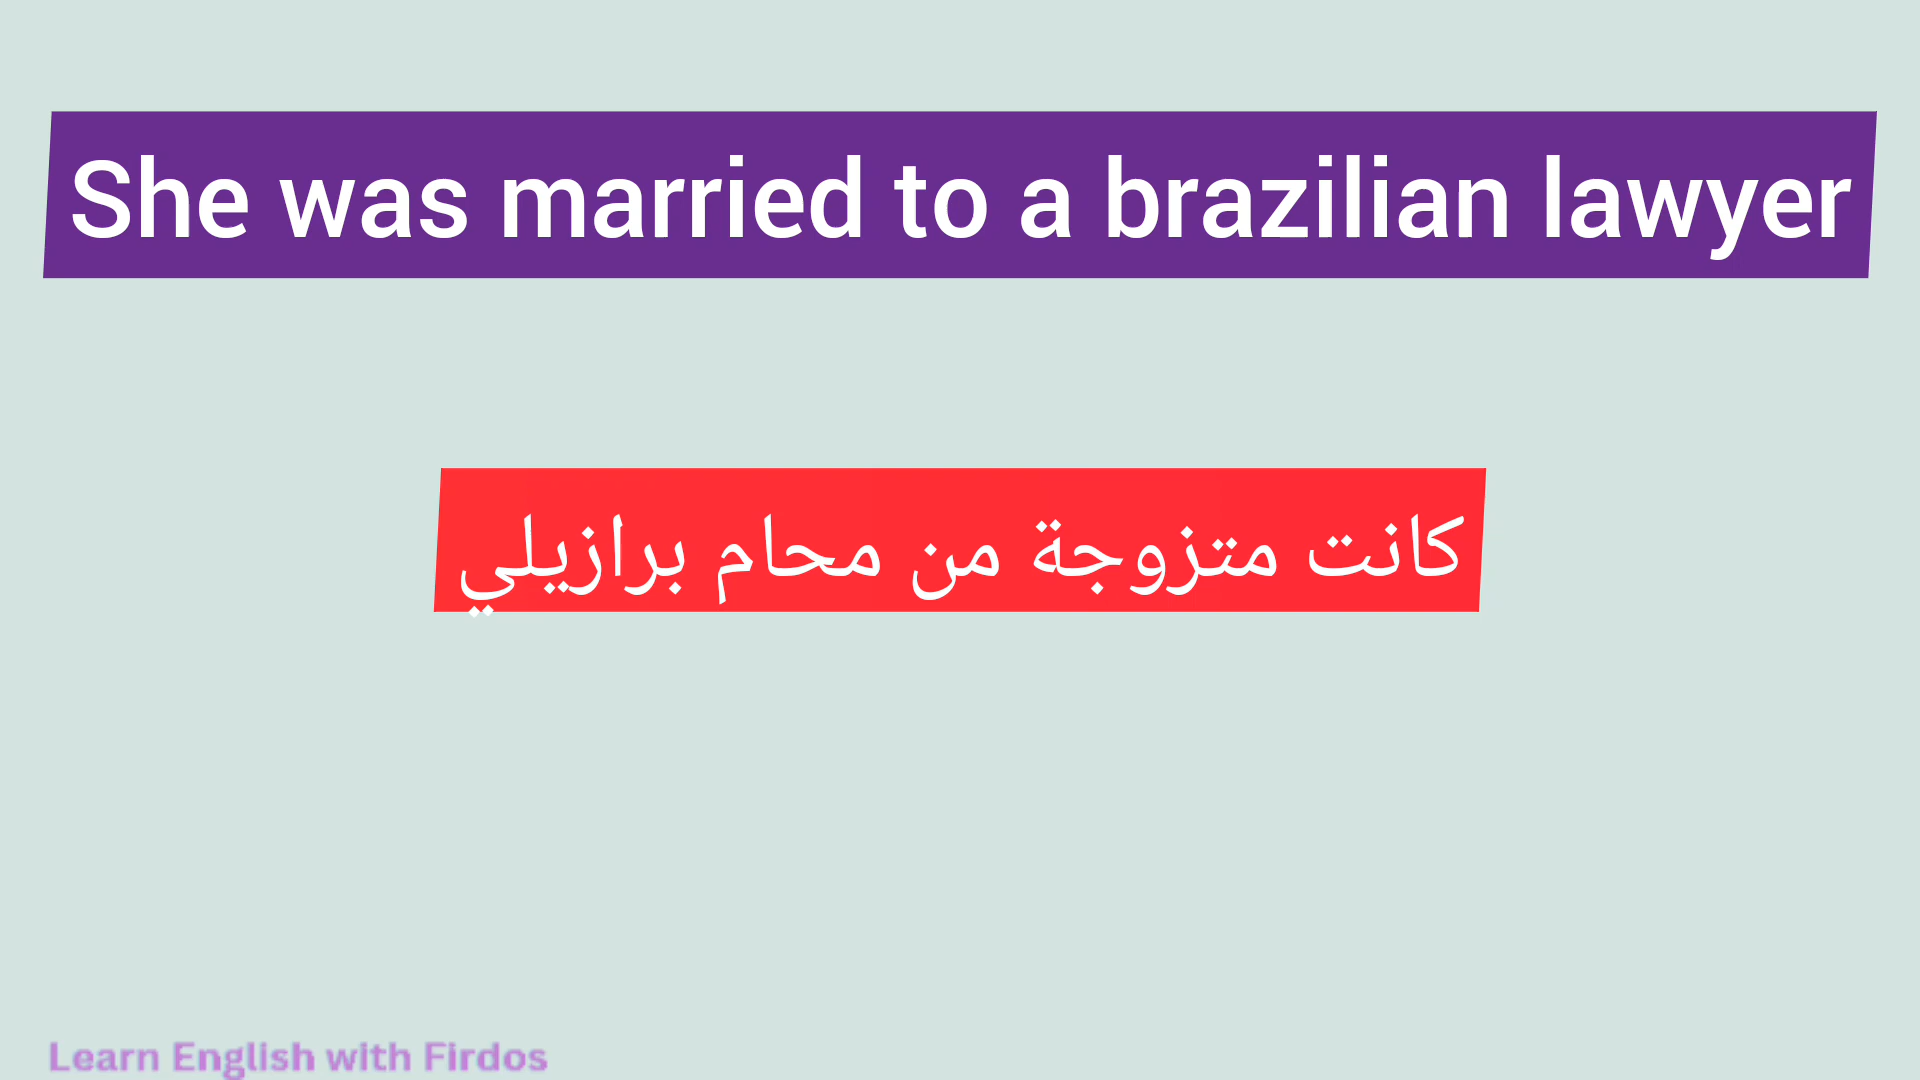 She was married to a brazilian lawyer
كانت متزوجة من محام برازيلي
Learn English with Firdos